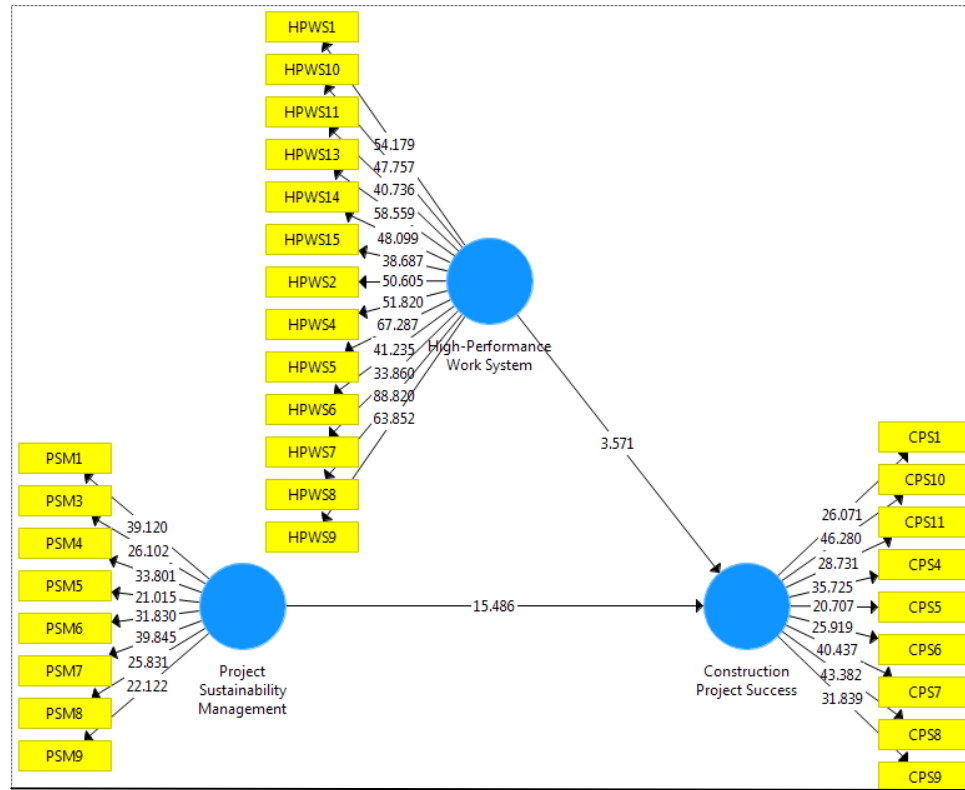 HPWS1
HPWS10
HPWS11
HPWS13
HPWS14
HPWS15
HPWS2
HPWS4
HPWS5
HPWS6
HPWS7
HPWS8
HPWS9
54.179
47.757
40.736
58.559
48.099
38.687
50.605
51.820
67.287
41.235
33.860
88.820
63.852
High-Performance
Work System
3.571
PSM1
PSM3
PSM4
PSM5
PSM6
PSM7
PSM8
PSM9
39.120
26.102
33.801
21.015
31.830
39.845
25.831
22.122
Project
Sustainability
Management
15.486
Construction
Project Success
26.071
46.280
28.731
35.725
20.707
25.919
40.437
43.382
31.839
CPS1
CPS10
CPS11
CPS4
CPS5
CPS6
CPS7
CPS8
CPS9